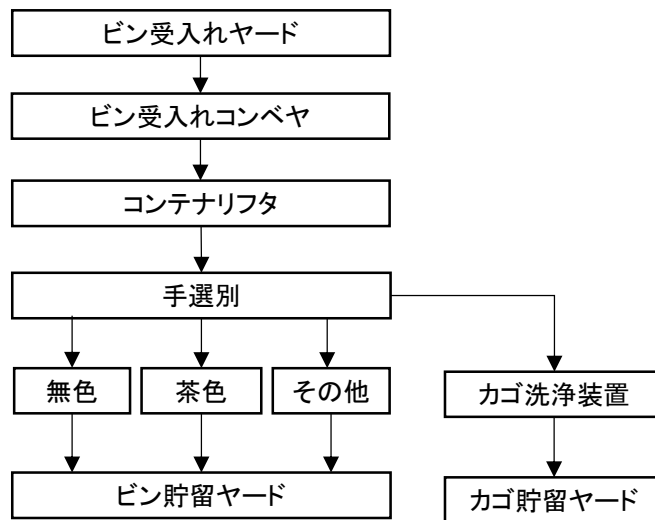 ビン受入れヤード
ビン受入れコンベヤ
コンテナリフタ
手選別
無色
茶色
その他
カゴ洗浄装置
ビン貯留ヤード
カゴ貯留ヤード